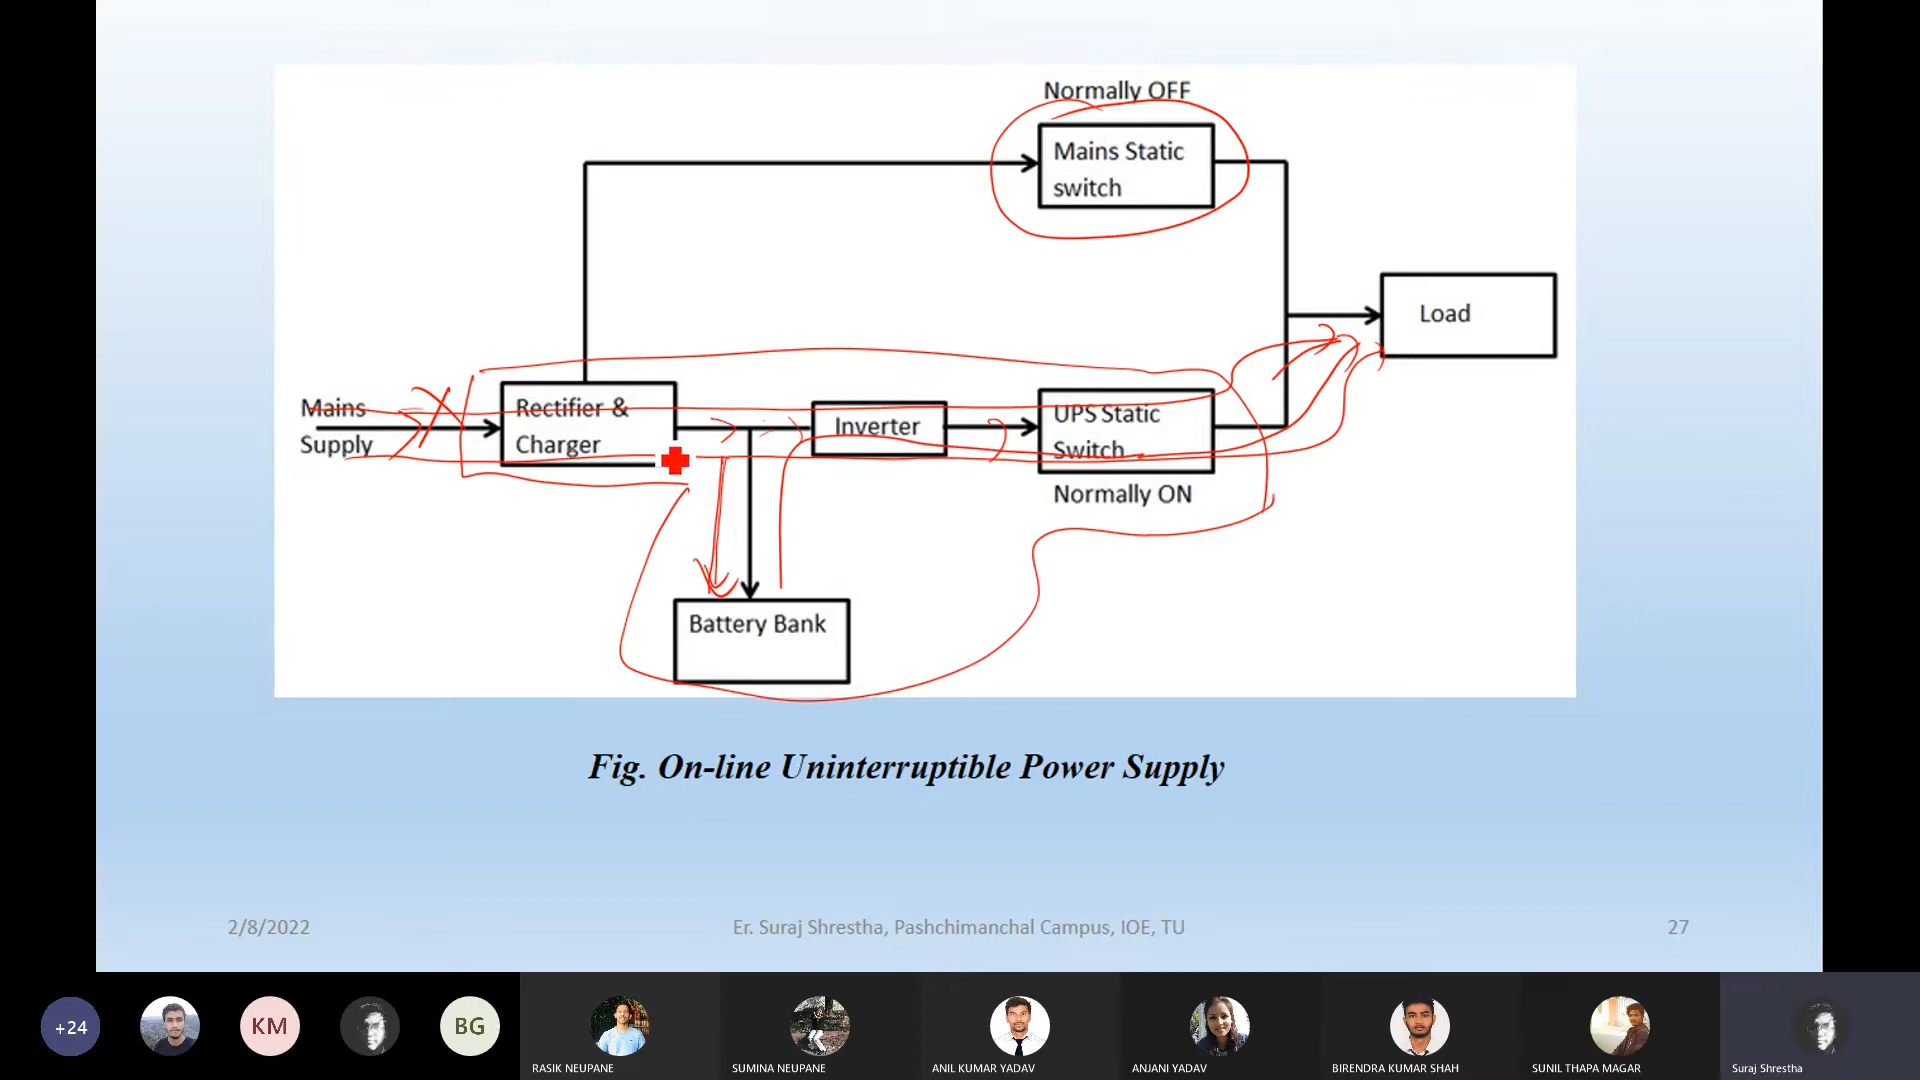 Normally OFF
Mains Static
switch
Load
Mains
Supply
Rectifier &
Charger
Inverter
UPS Static
Switch
Normally ON
Battery Bank
Fig. On-line Uninterruptible Power Supply
2/8/2022
Er. Suraj Shrestha, Pashchimanchal Campus, IOE, TU
27
+24
KM
BG
RASIK NEUPANE
SUMINA NEUPANE
ANIL KUMAR YADAV
ANJANI YADAV
BIRENDRA KUMAR SHAH
SUNIL THAPA MAGAR
Suraj Shrestha